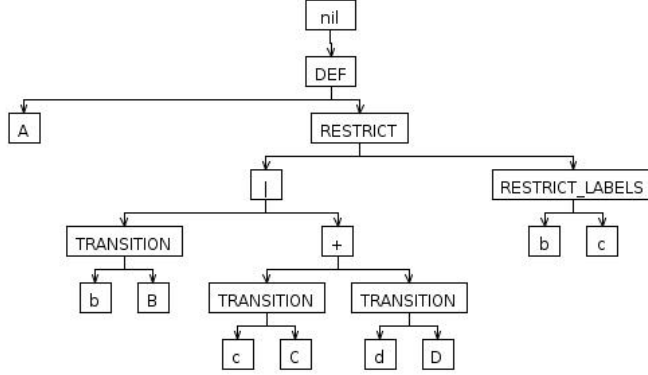 nil
DEF
A RESTRICT
| RESTRICT_LABELS
TRANSITION + b c
b B TRANSITION TRANSITION
c C d D